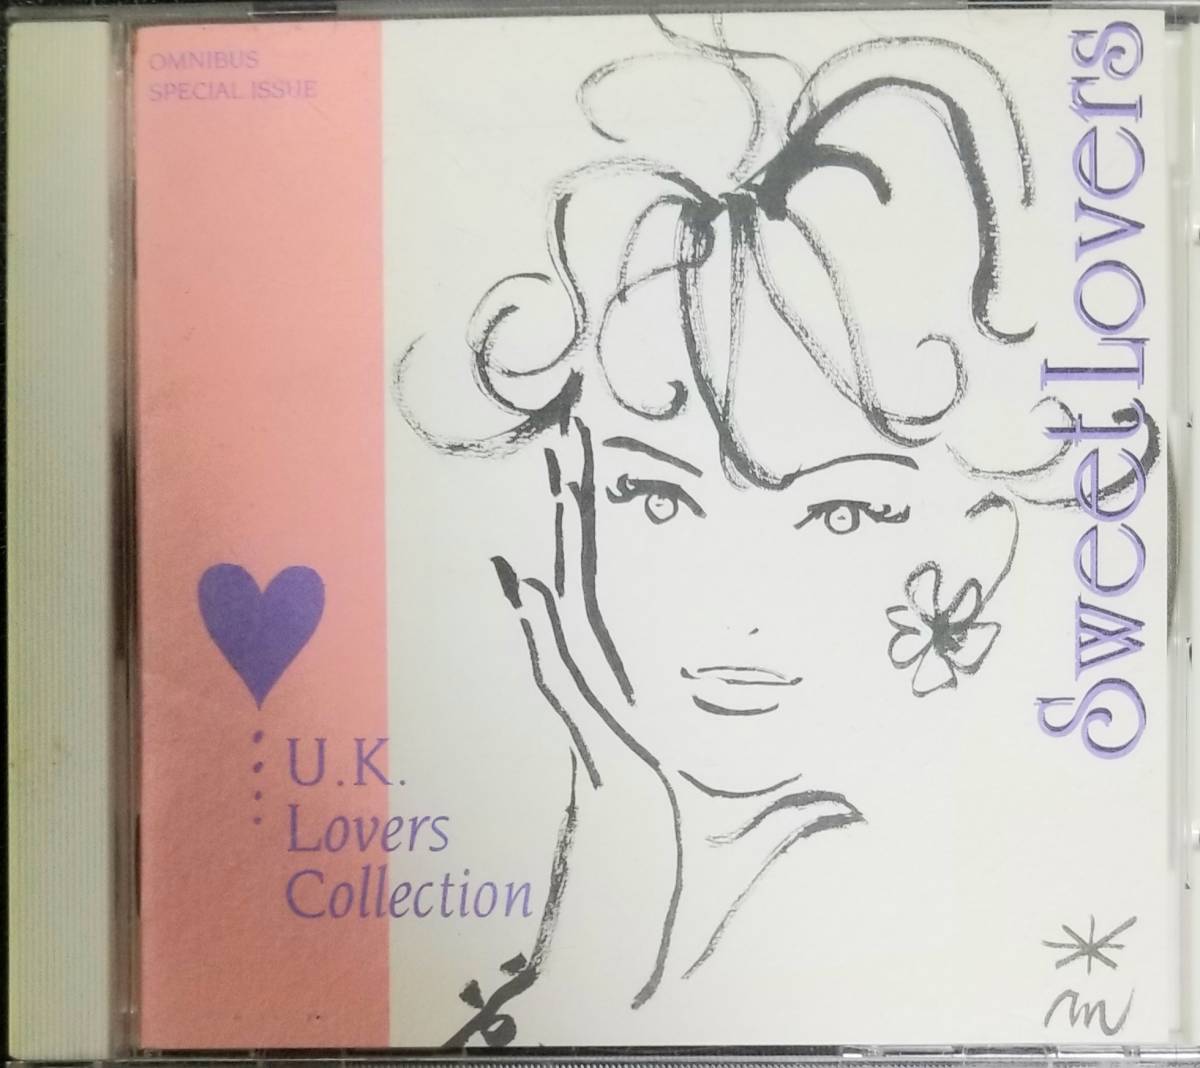 OMNIBUS
SPECIAL ISSUE
Sweet Lovers
U.K.
Lovers
Collection